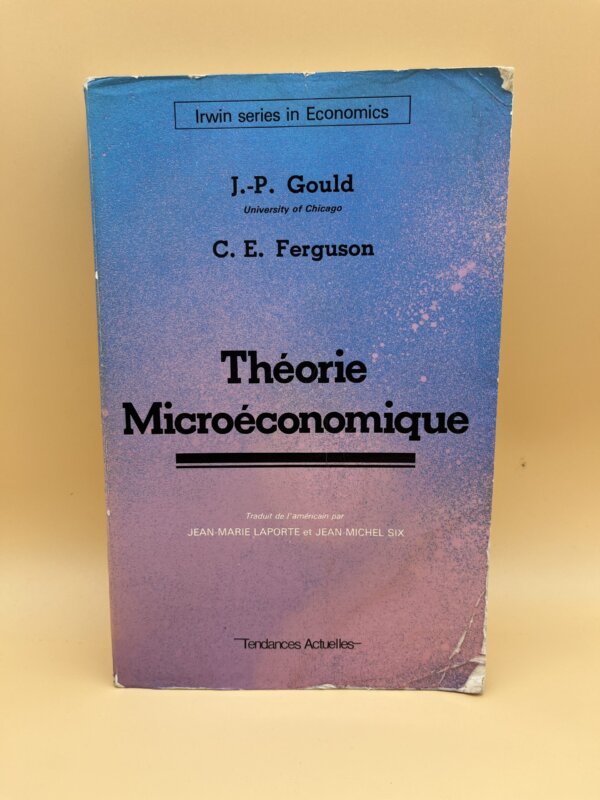 Irwin series in Economics
J.-P. Gould
University of Chicago
C. E. Ferguson
Théorie
Microéconomique
Traduit de l'américain par
JEAN-MARIE LAPORTE et JEAN-MICHEL SIX
Tendances Actuelles